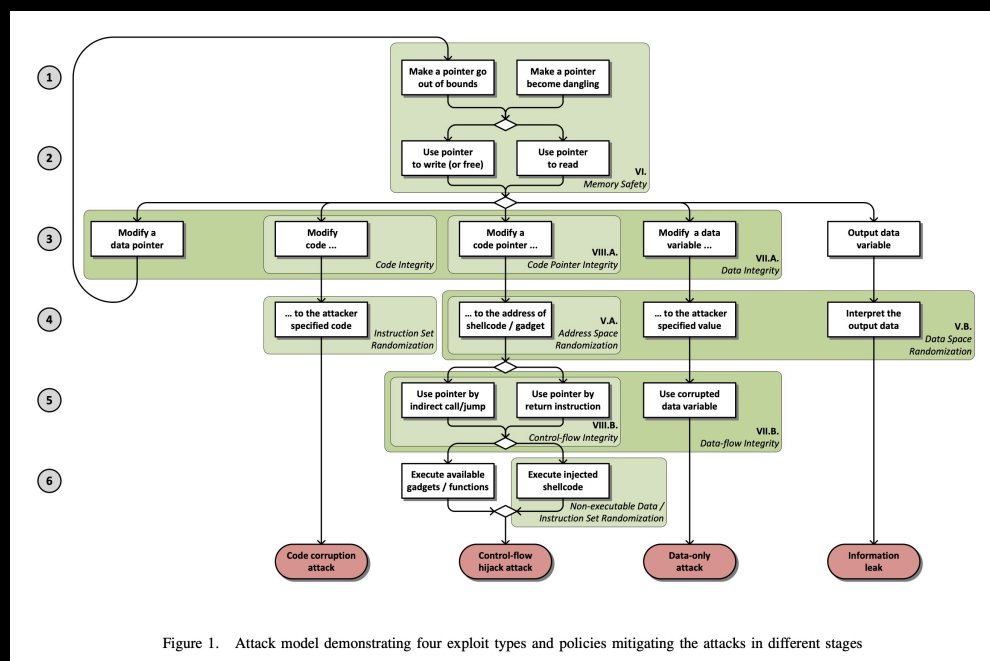 1
Make a pointer go
out of bounds
Make a pointer
become dangling
2
Use pointer
to write (or free)
Use pointer
to read
VI.
Memory Safety
3
Modify a
data pointer
Modify
code ...
Code Integrity
Modify a
code pointer ...
VIII.A.
Code Pointer Integrity
Modify a data
variable ...
VII.A.
Data Integrity
Output data
variable
4
... to the attacker
specified code
Instruction Set
Randomization
... to the address of
shellcode / gadget
V.A.
Address Space
Randomization
... to the attacker
specified value
Interpret the
output data
V.B.
Data Space
Randomization
5
Use pointer by
indirect call/jump
Use pointer by
return instruction
VIII.B.
Control-flow Integrity
Use corrupted
data variable
VII.B.
Data-flow Integrity
6
Execute available
gadgets / functions
Execute injected
shellcode
Non-executable Data /
Instruction Set Randomization
Code corruption
attack
Control-flow
hijack attack
Data-only
attack
Information
leak
Figure 1. Attack model demonstrating four exploit types and policies mitigating the attacks in different stages